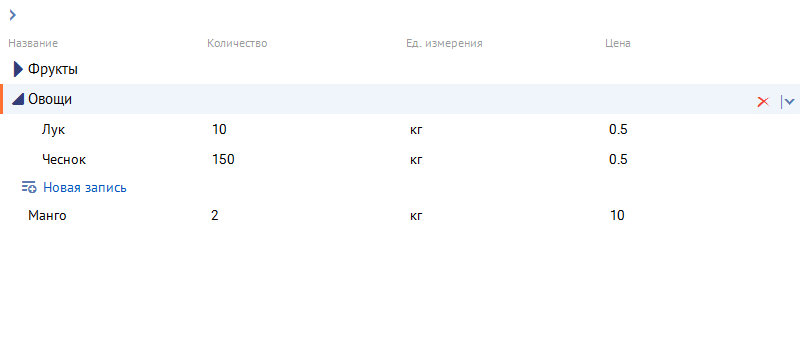 Название Количество Ед. измерения Цена
Фрукты
Овощи
Лук 10 кг 0.5
Чеснок 150 кг 0.5
Новая запись
Манго 2 кг 10